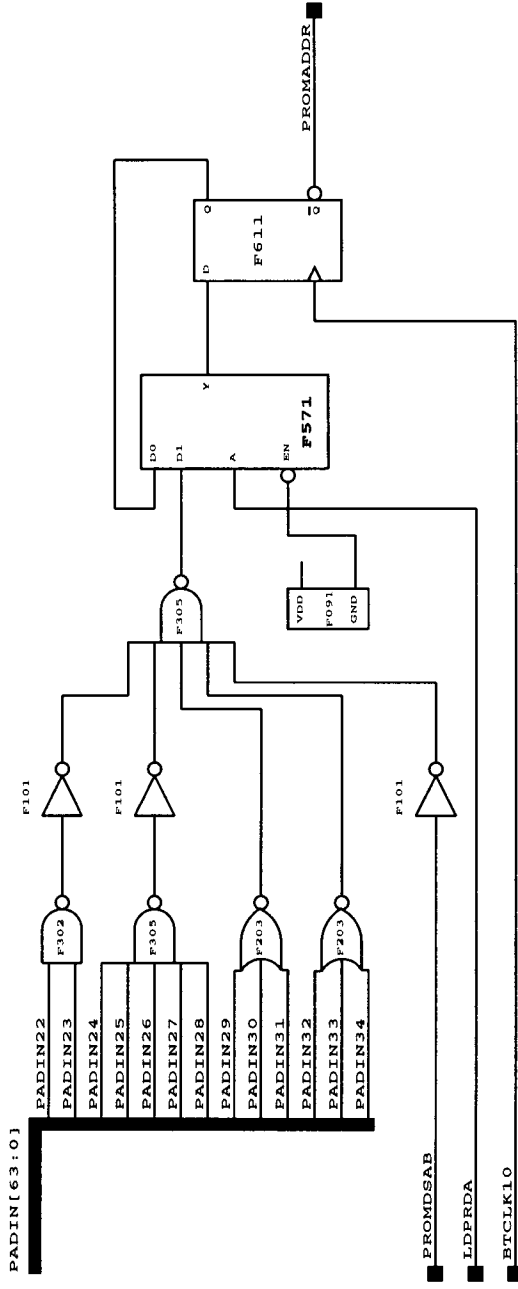 PADIN[63:0]
PADIN22
PADIN23
PADIN24
PADIN25
PADIN26
PADIN27
PADIN28
PADIN29
PADIN30
PADIN31
PADIN32
PADIN33
PADIN34
PROMDSAB
LDPRDA
BTCLK10
F302
F305
F203
F203
F101
F101
F101
F305
VDD
F091
GND
D0
D1
A
EN
Y
F571
D
Q
F611
Q
PROMADDR